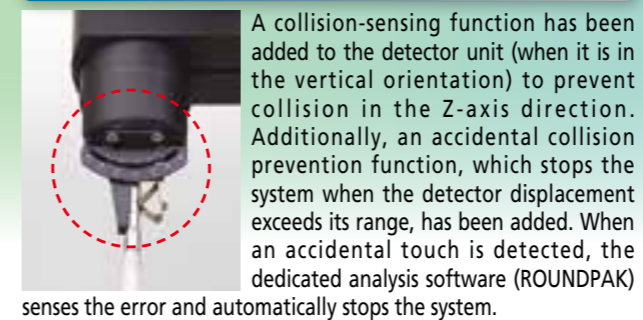 A collision-sensing function has been
added to the detector unit (when it is in
the vertical orientation) to prevent
collision in the Z-axis direction.
Additionally, an accidental collision
prevention function, which stops the
system when the detector displacement
exceeds its range, has been added. When
an accidental touch is detected, the
dedicated analysis software (ROUNDPAK)
senses the error and automatically stops the system.